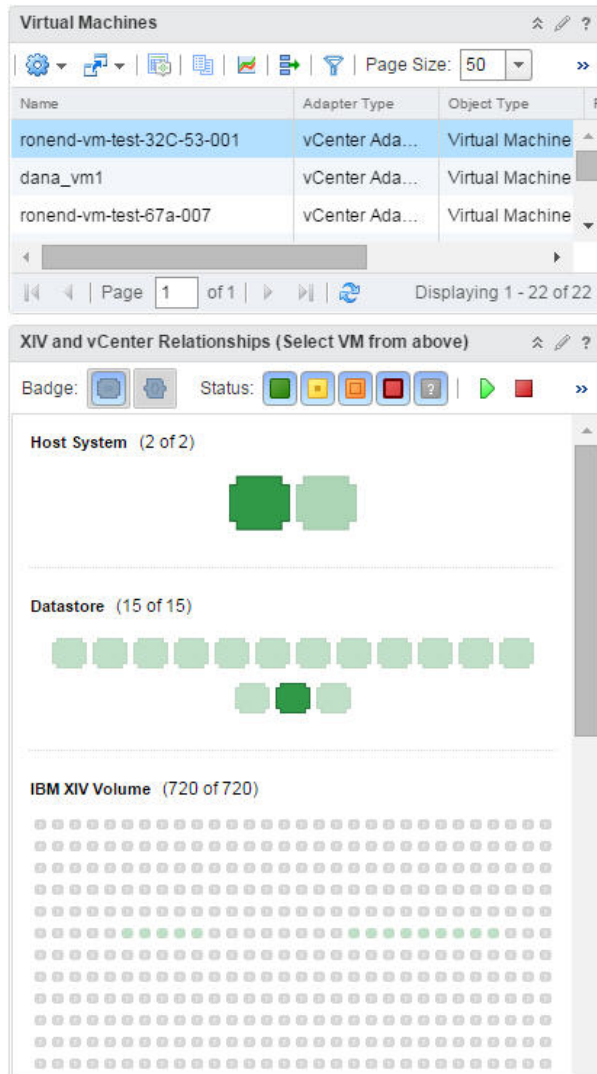 Virtual Machines ?
Page Size: 50 »
Name Adapter Type Object Type
ronend-vm-test-32C-53-001 vCenter Ada... Virtual Machine
dana_vm1 vCenter Ada... Virtual Machine
ronend-vm-test-67a-007 vCenter Ada... Virtual Machine
Page 1 of 1 Displaying 1 - 22 of 22
XIV and vCenter Relationships (Select VM from above) ?
Badge: Status: ? »
Host System (2 of 2)
Datastore (15 of 15)
IBM XIV Volume (720 of 720)